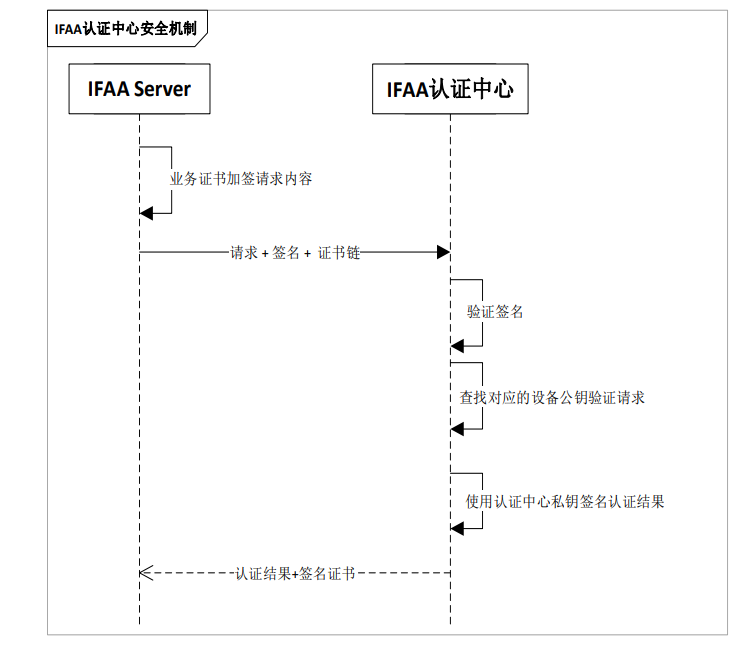 IFAA认证中心安全机制
IFAA Server
IFAA认证中心
业务证书加签请求内容
请求 + 签名 + 证书链
验证签名
查找对应的设备公钥验证请求
使用认证中心私钥签名认证结果
认证结果+签名证书